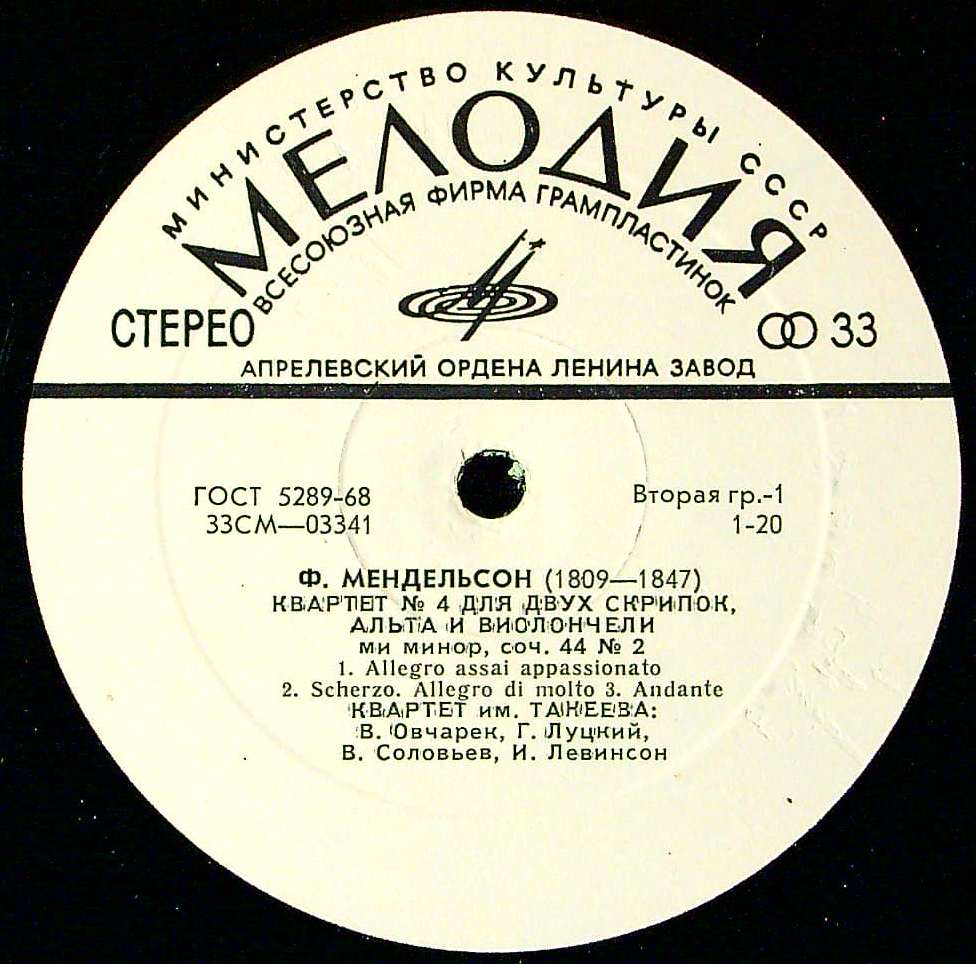 МИНИСТЕРСТВО КУЛЬТУРЫ СССР
МЕЛОДИЯ
ВСЕСОЮЗНАЯ ФИРМА ГРАМПЛАСТИНОК
СТЕРЕО
33
АПРЕЛЕВСКИЙ ОРДЕНА ЛЕНИНА ЗАВОД
ГОСТ 5289-68
Вторая гр.-1
33СМ—03341
1-20
Ф. МЕНДЕЛЬСОН (1809—1847)
КВАРТЕТ № 4 ДЛЯ ДВУХ СКРИПОК,
АЛЬТА И ВИОЛОНЧЕЛИ
МИ МИНОР, СОЧ. 44 № 2
1. Allegro assai appassionato
2. Scherzo. Allegro di molto 3. Andante
КВАРТЕТ им. ТАНЕЕВА:
В. Овчарек, Г. Луцкий,
В. Соловьев, И. Левинсон